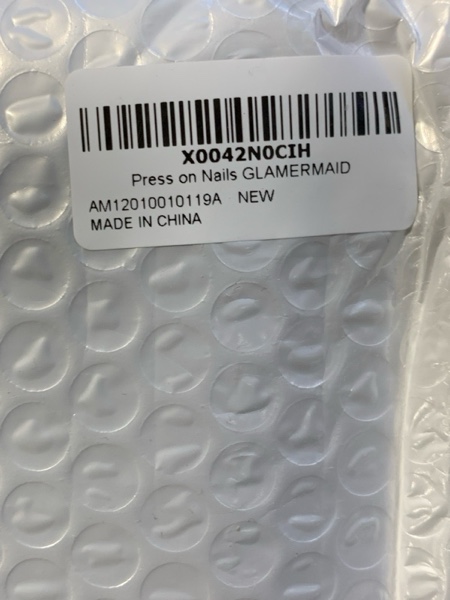 X0042N0CIH
Press on Nails GLAMERMAID
AM12010010119A NEW
MADE IN CHINA